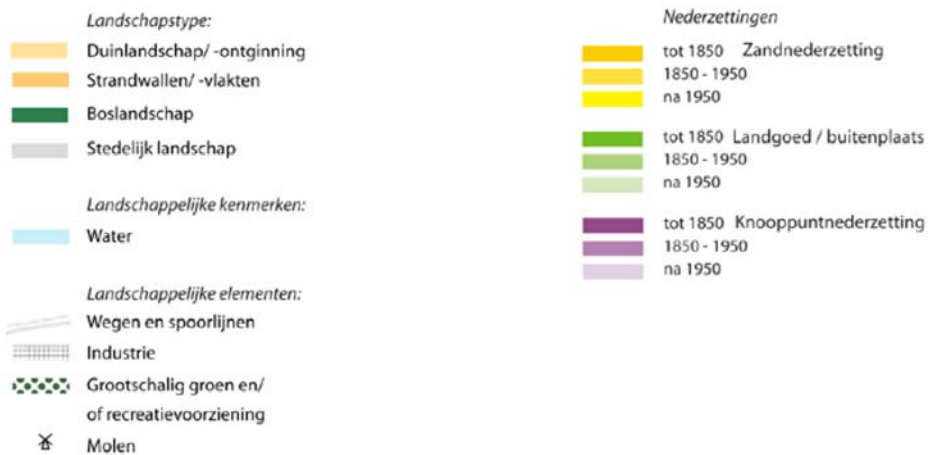 Landschapstype:
Duinlandschap/ -ontginning
Strandwallen/ -vlakten
Boslandschap
Stedelijk landschap
Landschappelijke kenmerken:
Water
Landschappelijke elementen:
Wegen en spoorlijnen
Industrie
Grootschalig groen en/
of recreatievoorziening
Molen
Nederzettingen
tot 1850 Zandnederzetting
1850 - 1950
na 1950
tot 1850 Landgoed / buitenplaats
1850 - 1950
na 1950
tot 1850 Knooppuntnederzetting
1850 - 1950
na 1950